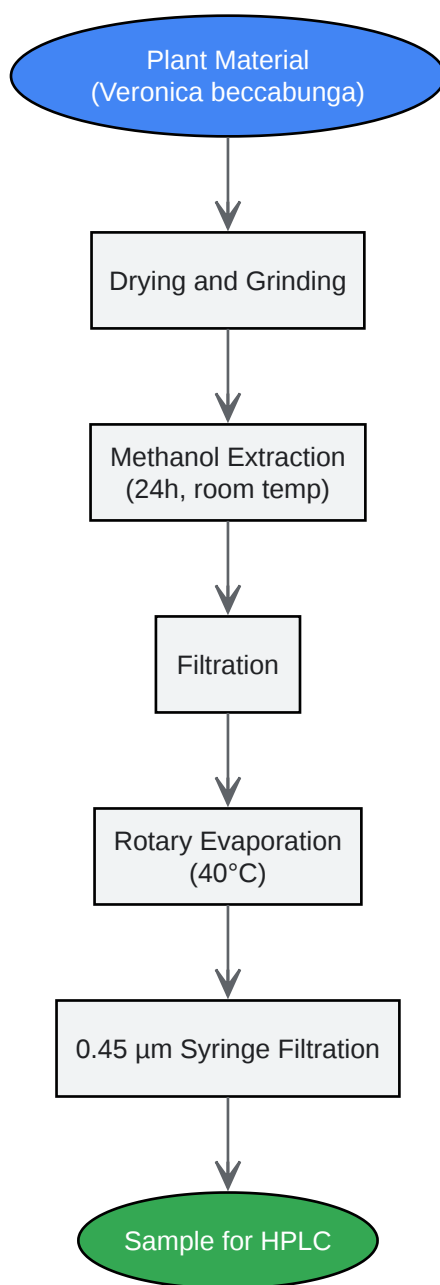 Plant Material
(Veronica beccabunga)
Drying and Grinding
Methanol Extraction
(24h, room temp)
Filtration
Rotary Evaporation
(40°C)
0.45 µm Syringe Filtration
Sample for HPLC